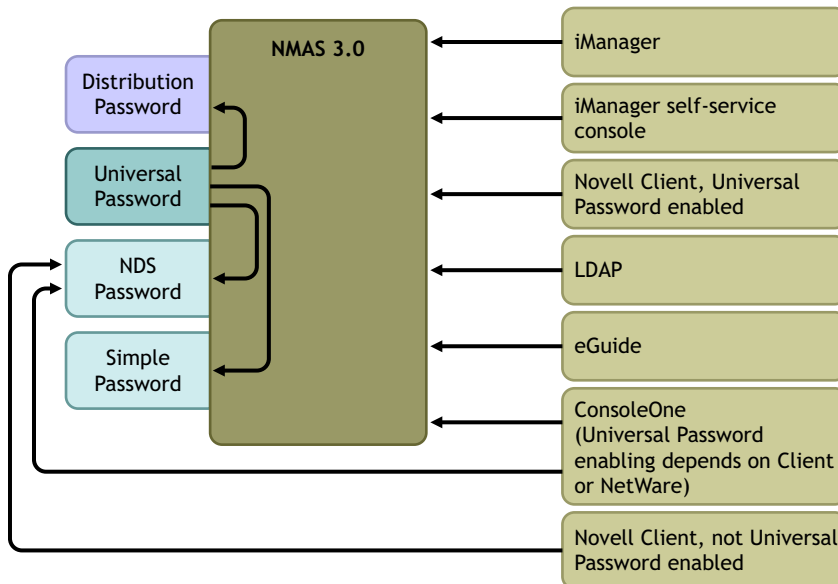 NMAS 3.0
Distribution
Password
Universal
Password
NDS
Password
Simple
Password
iManager
iManager self-service
console
Novell Client, Universal
Password enabled
LDAP
eGuide
ConsoleOne
(Universal Password
enabling depends on Client
or NetWare)
Novell Client, not Universal
Password enabled